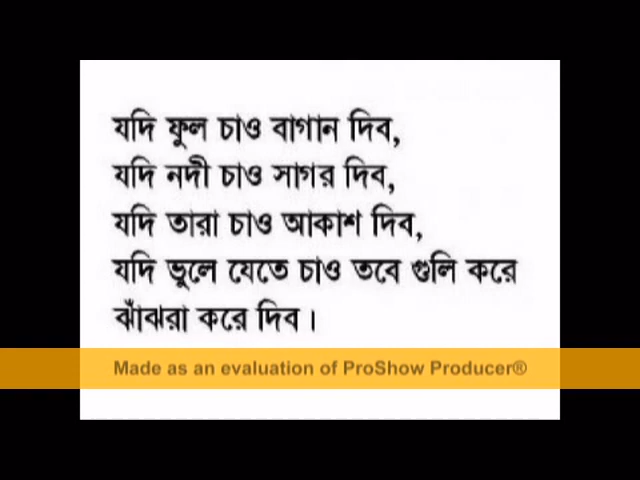 যদি ফুল চাও বাগান দিব,
যদি নদী চাও সাগর দিব,
যদি তারা চাও আকাশ দিব,
যদি ভুলে যেতে চাও তবে গুলি করে
ঝাঁঝরা করে দিব।
Made as an evaluation of ProShow Producer®